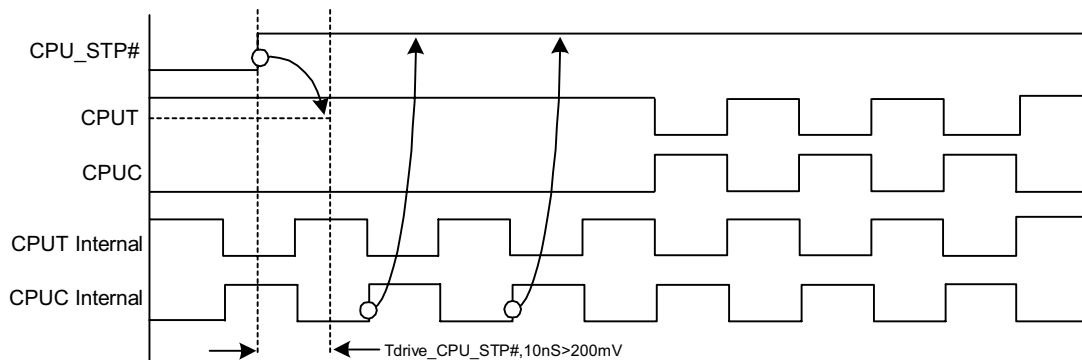 CPU_STP#
CPUT
CPUC
CPUT Internal
CPUC Internal
Tdrive_CPU_STP#,10nS>200mV